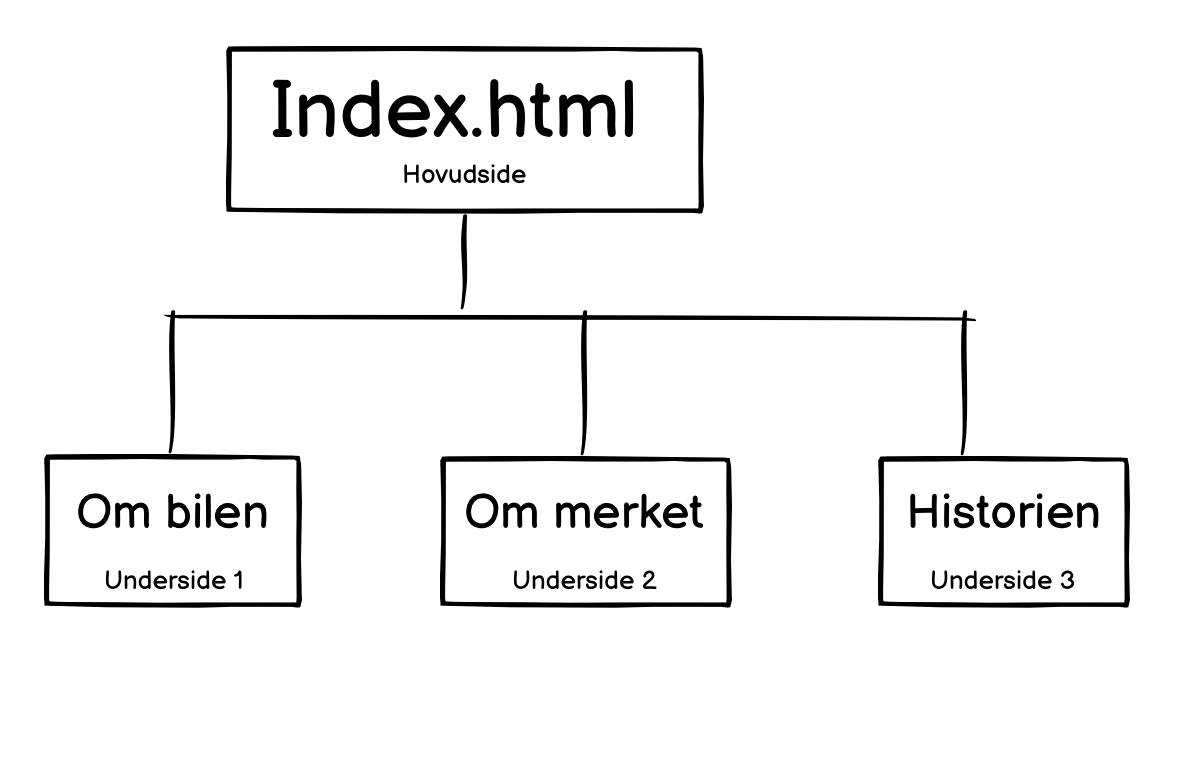 Index.html
Hovudside
Om bilen
Underside 1
Om merket
Underside 2
Historien
Underside 3